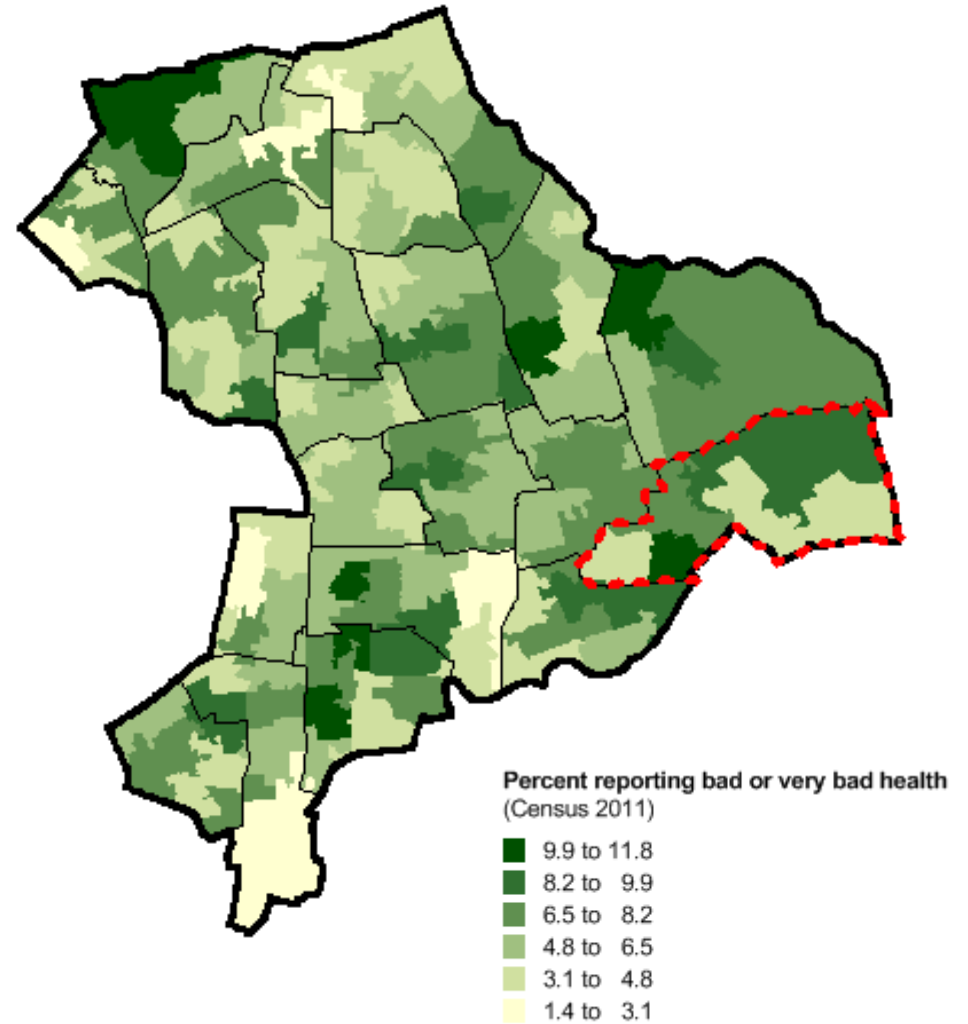 Percent reporting bad or very bad health
(Census 2011)
9.9 to 11.8
8.2 to 9.9
6.5 to 8.2
4.8 to 6.5
3.1 to 4.8
1.4 to 3.1